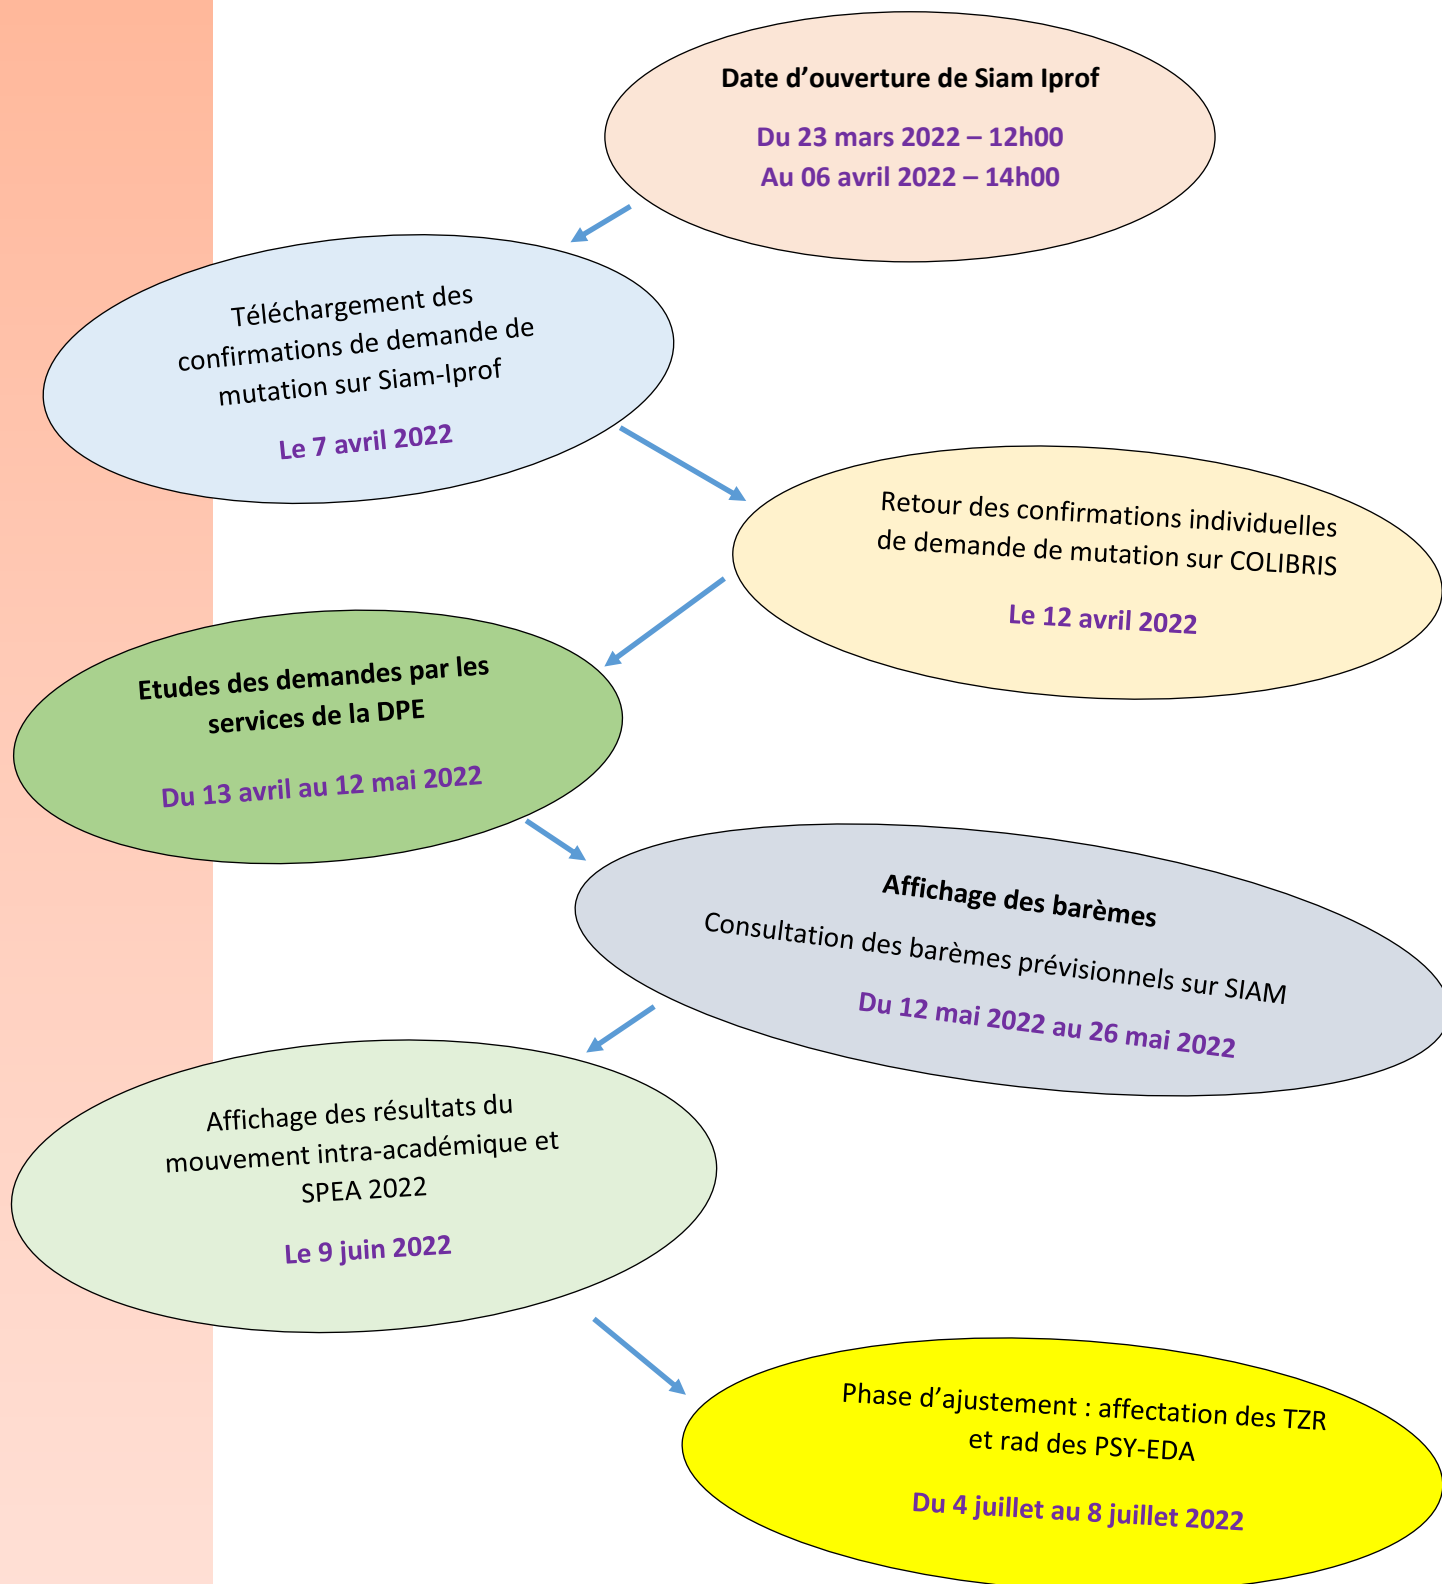 Date d’ouverture de Siam Iprof
Du 23 mars 2022 – 12h00
Au 06 avril 2022 – 14h00
Téléchargement des
confirmations de demande de
mutation sur Siam-Iprof
Le 7 avril 2022
Retour des confirmations individuelles
de demande de mutation sur COLIBRIS
Le 12 avril 2022
Etudes des demandes par les
services de la DPE
Du 13 avril au 12 mai 2022
Affichage des barèmes
Consultation des barèmes prévisionnels sur SIAM
Du 12 mai 2022 au 26 mai 2022
Affichage des résultats du
mouvement intra-académique et
SPEA 2022
Le 9 juin 2022
Phase d’ajustement : affectation des TZR
et rad des PSY-EDA
Du 4 juillet au 8 juillet 2022